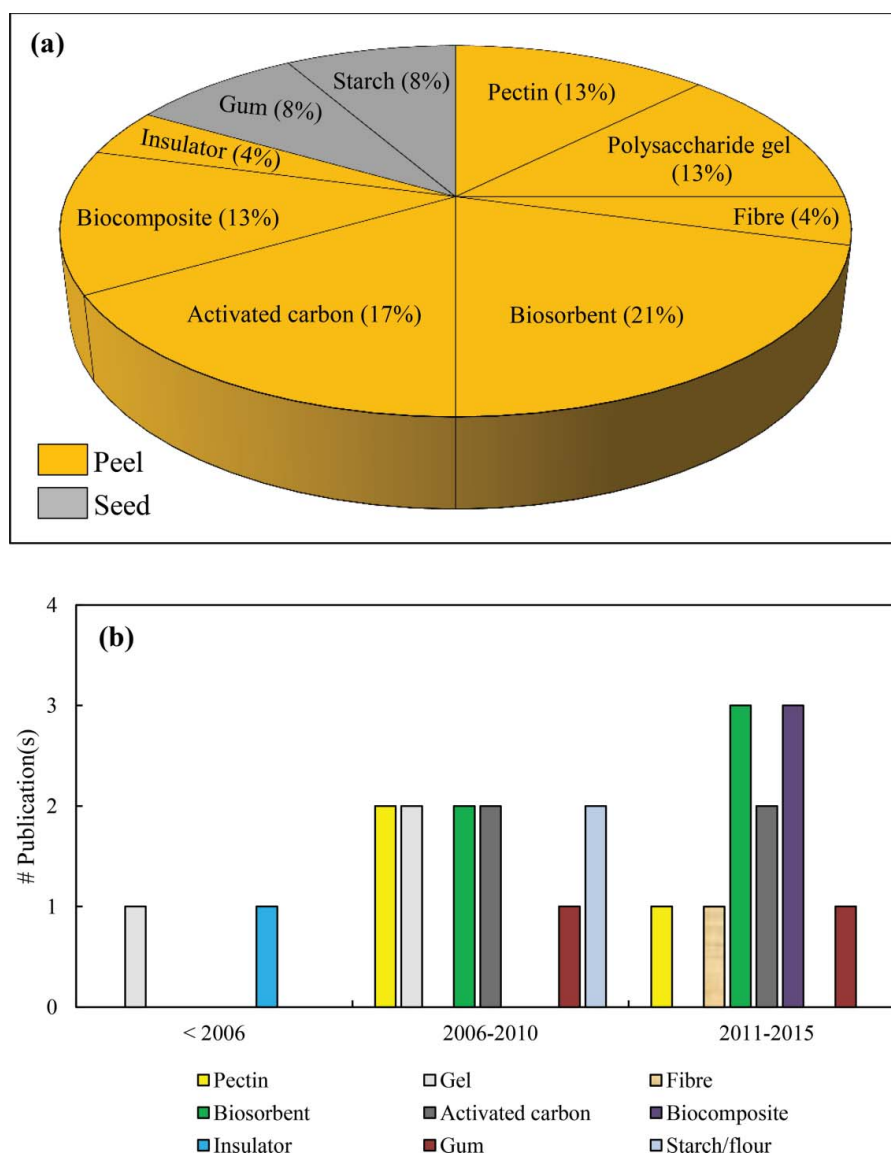 (a)
Starch (8%)
Pectin (13%)
Gum (8%)
Insulator (4%)
Polysaccharide gel
(13%)
Biocomposite (13%)
Fibre (4%)
Activated carbon (17%)
Biosorbent (21%)
Peel
Seed
(b)
# Publication(s)
4
3
2
1
0
< 2006
2006-2010
2011-2015
Pectin
Gel
Fibre
Biosorbent
Activated carbon
Biocomposite
Insulator
Gum
Starch/flour